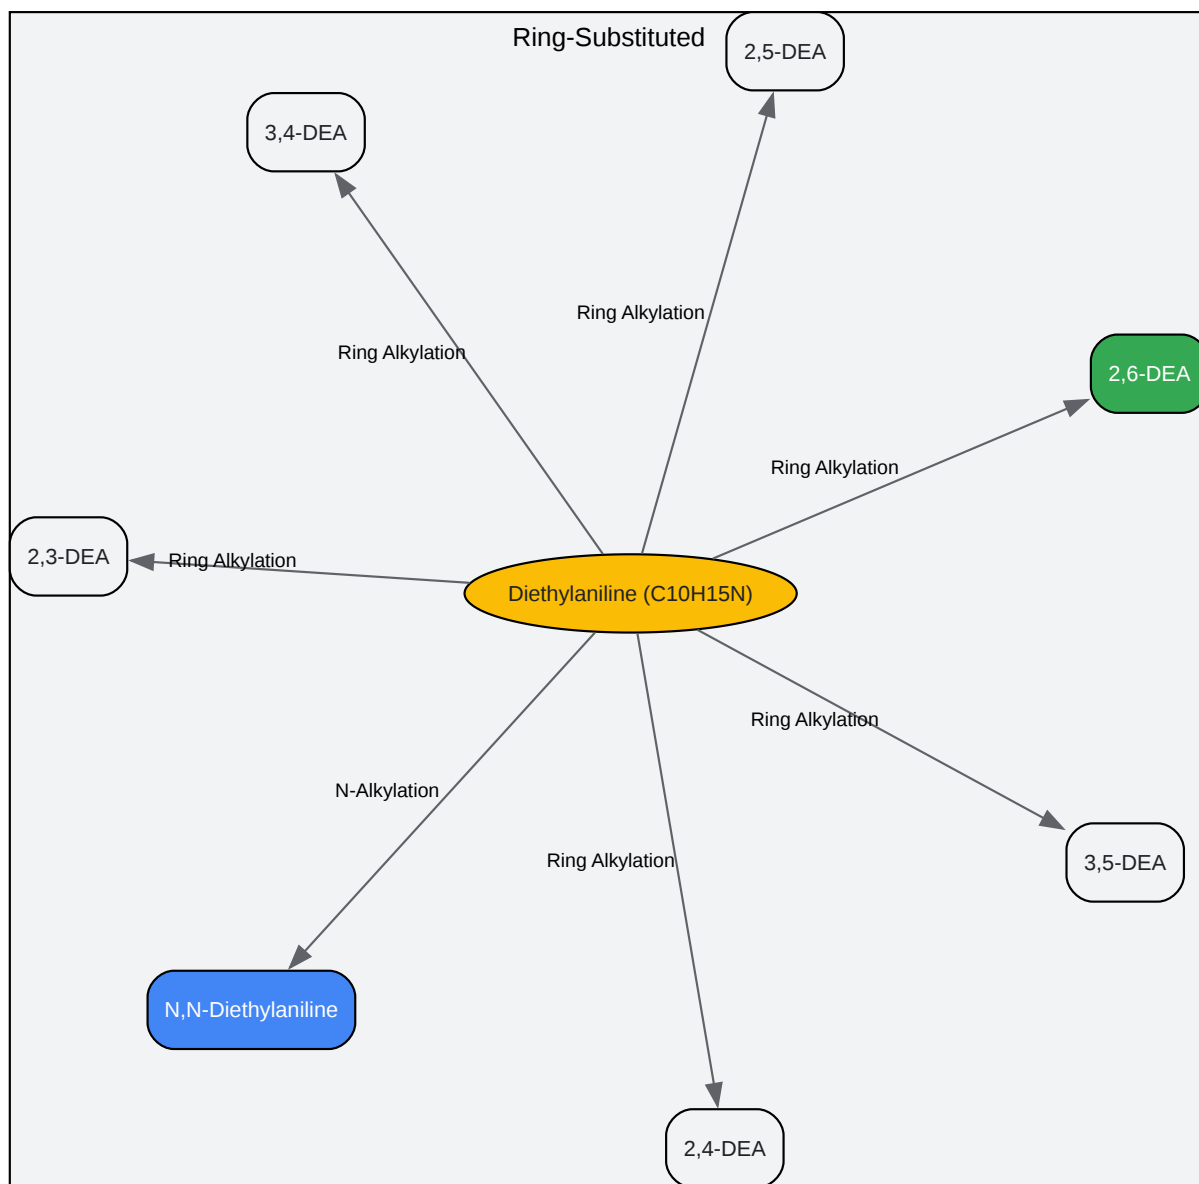 Ring-Substituted
2,5-DEA
3,4-DEA
Ring Alkylation
Ring Alkylation
2,6-DEA
Ring Alkylation
2,3-DEA
Ring Alkylation
Diethylaniline (C10H15N)
Ring Alkylation
N-Alkylation
Ring Alkylation
3,5-DEA
N,N-Diethylaniline
2,4-DEA